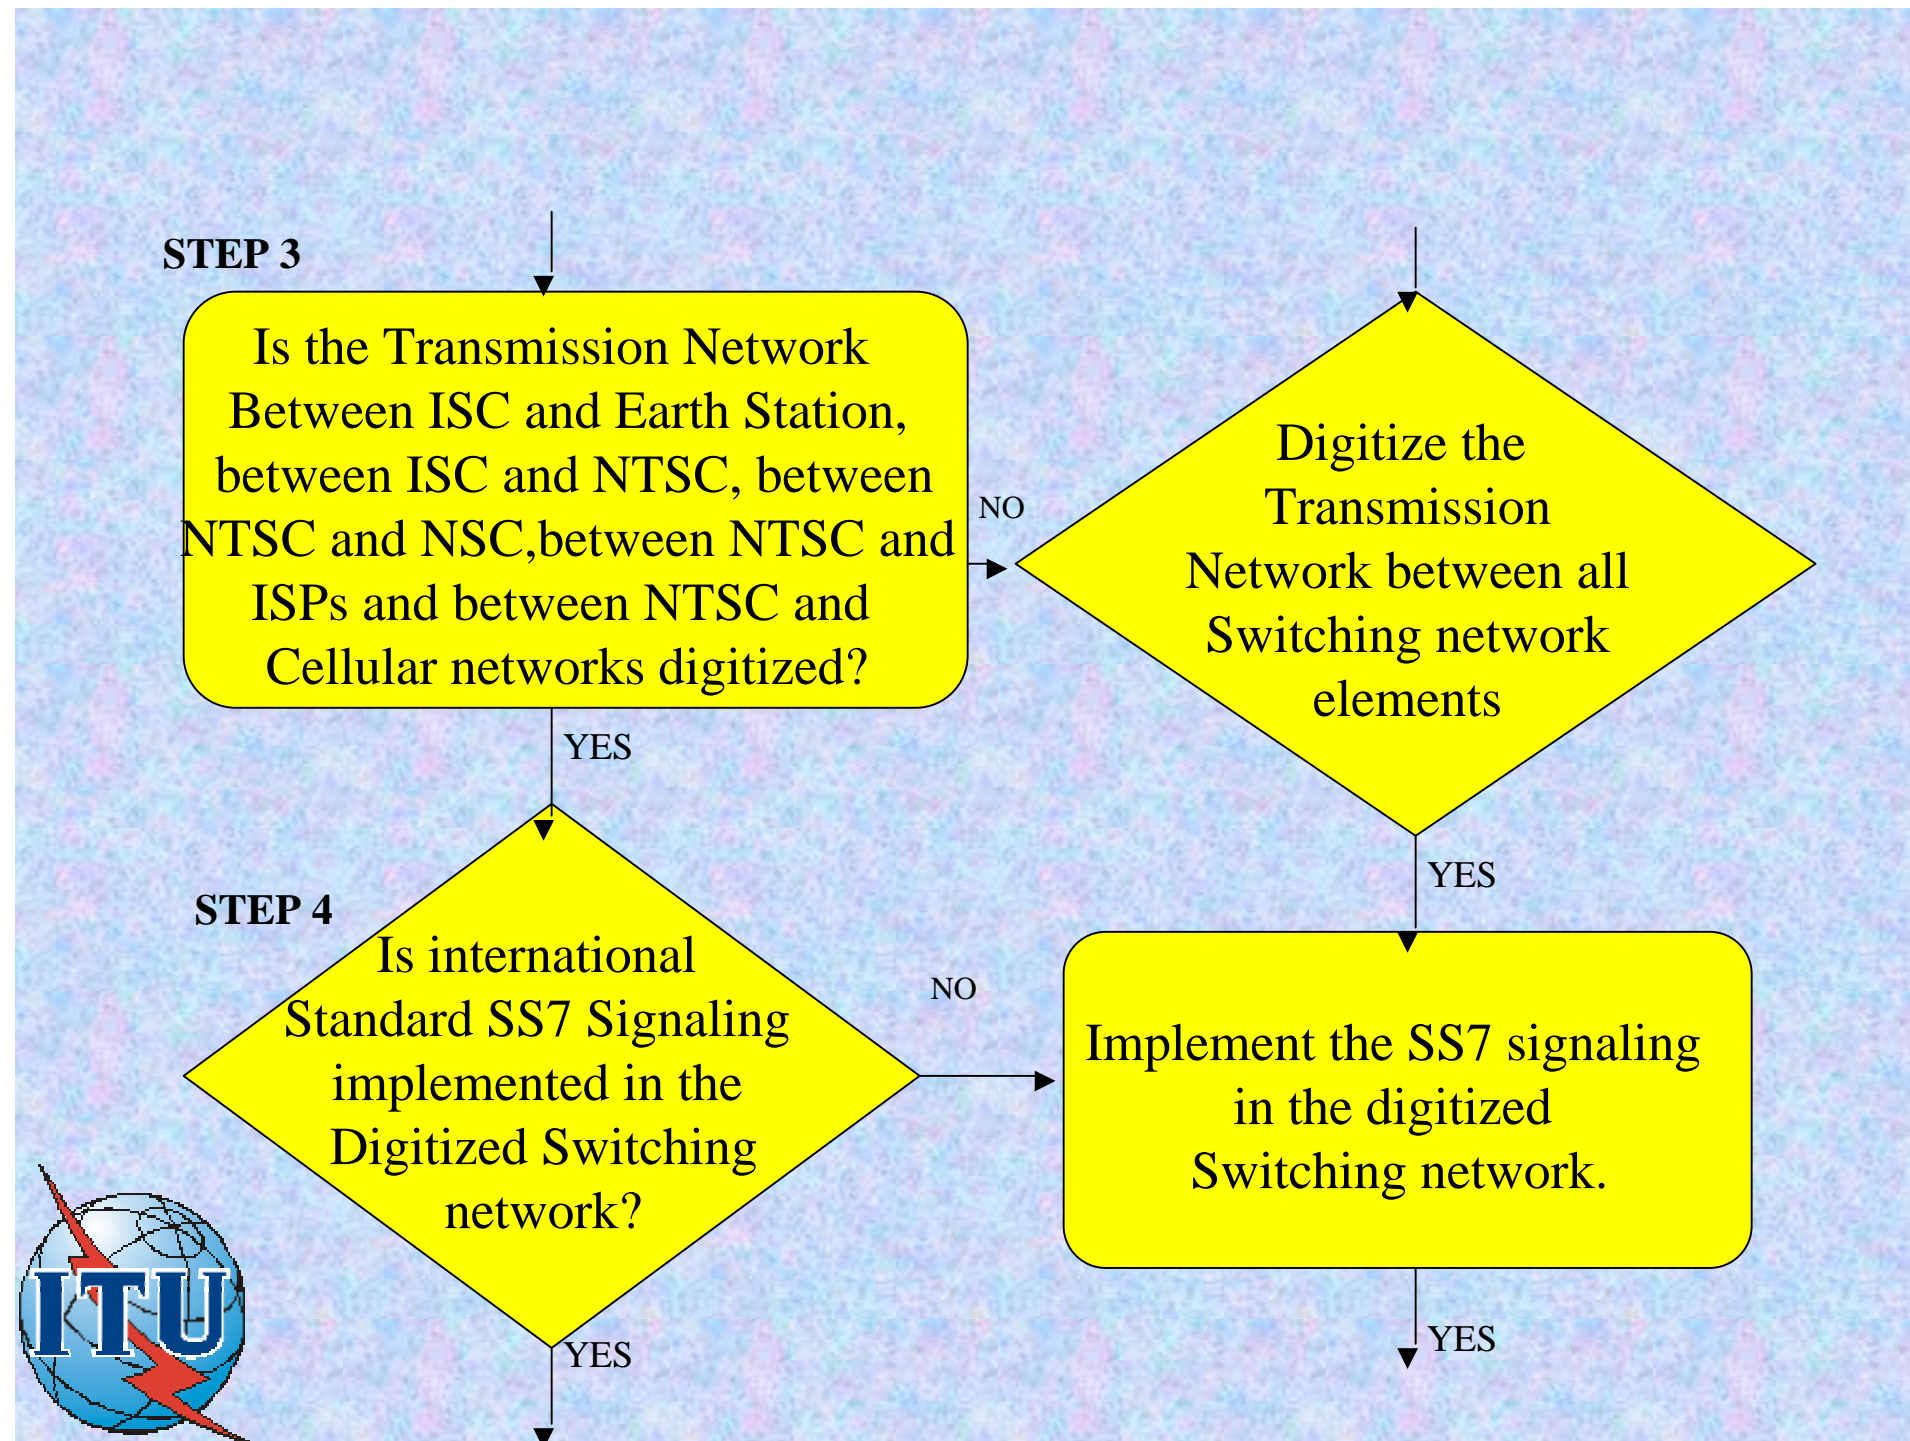 STEP 3
Is the Transmission Network
Between ISC and Earth Station,
between ISC and NTSC, between
NTSC and NSC,between NTSC and
ISPs and between NTSC and
Cellular networks digitized?
NO
Digitize the
Transmission
Network between all
Switching network
elements
YES
YES
STEP 4
Is international
Standard SS7 Signaling
implemented in the
Digitized Switching
network?
NO
Implement the SS7 signaling
in the digitized
Switching network.
YES
YES
ITU